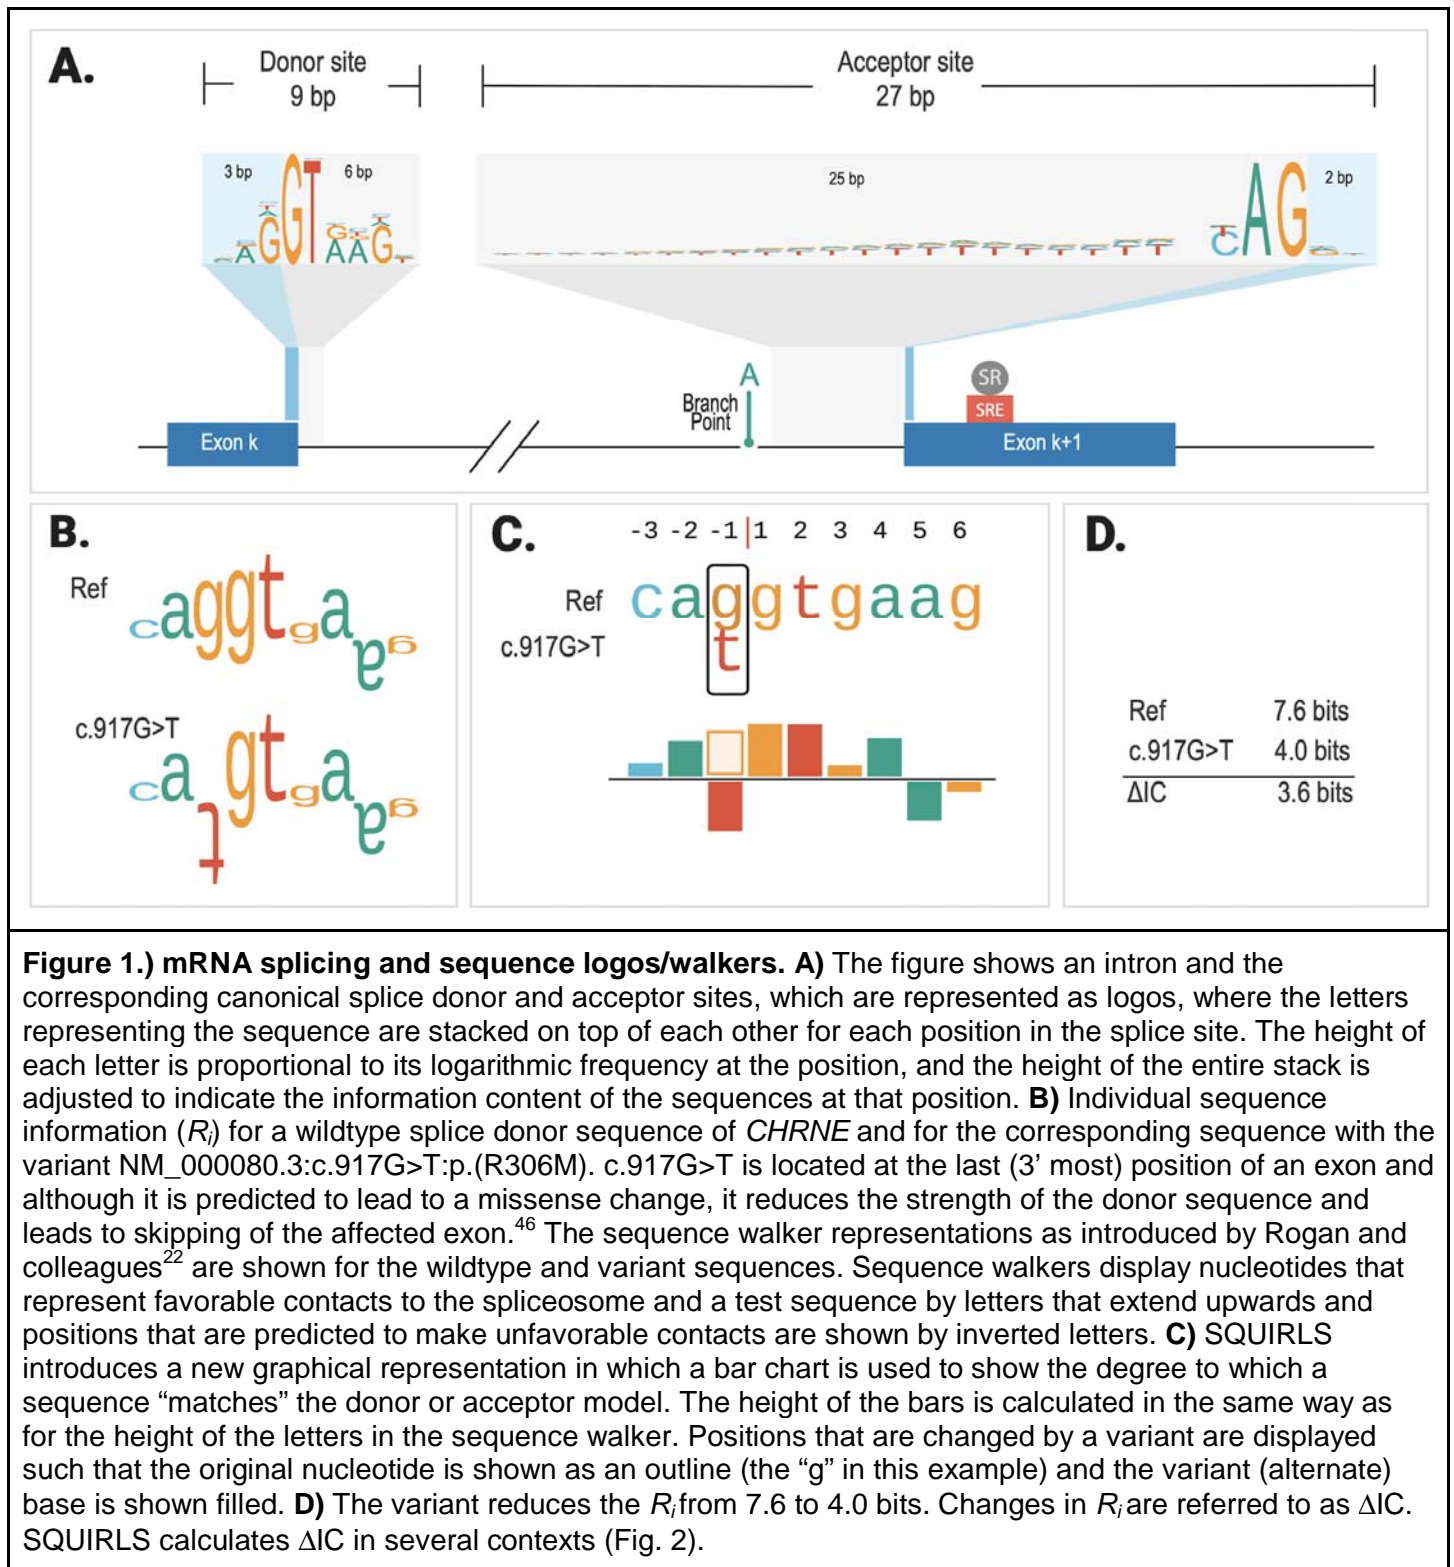 A.
Donor site
9 bp
Acceptor site
27 bp
3 bp
6 bp
25 bp
2 bp
GT
AG
A
Branch
Point
SR
SRE
Exon k
Exon k+1
B.
Ref
caggtgaag
c.917G>T
catgtgaag
C.
-3 -2 -1 1 2 3 4 5 6
Ref caggtgaag
c.917G>T t
D.
Ref 7.6 bits
c.917G>T 4.0 bits
ΔIC 3.6 bits
Figure 1.) mRNA splicing and sequence logos/walkers. A) The figure shows an intron and the
corresponding canonical splice donor and acceptor sites, which are represented as logos, where the letters
representing the sequence are stacked on top of each other for each position in the splice site. The height of
each letter is proportional to its logarithmic frequency at the position, and the height of the entire stack is
adjusted to indicate the information content of the sequences at that position. B) Individual sequence
information (Ri) for a wildtype splice donor sequence of CHRNE and for the corresponding sequence with the
variant NM_000080.3:c.917G>T:p.(R306M). c.917G>T is located at the last (3’ most) position of an exon and
although it is predicted to lead to a missense change, it reduces the strength of the donor sequence and
leads to skipping of the affected exon.46 The sequence walker representations as introduced by Rogan and
colleagues22 are shown for the wildtype and variant sequences. Sequence walkers display nucleotides that
represent favorable contacts to the spliceosome and a test sequence by letters that extend upwards and
positions that are predicted to make unfavorable contacts are shown by inverted letters. C) SQUIRLS
introduces a new graphical representation in which a bar chart is used to show the degree to which a
sequence “matches” the donor or acceptor model. The height of the bars is calculated in the same way as
for the height of the letters in the sequence walker. Positions that are changed by a variant are displayed
such that the original nucleotide is shown as an outline (the “g” in this example) and the variant (alternate)
base is shown filled. D) The variant reduces the Ri from 7.6 to 4.0 bits. Changes in Ri are referred to as ΔIC.
SQUIRLS calculates ΔIC in several contexts (Fig. 2).